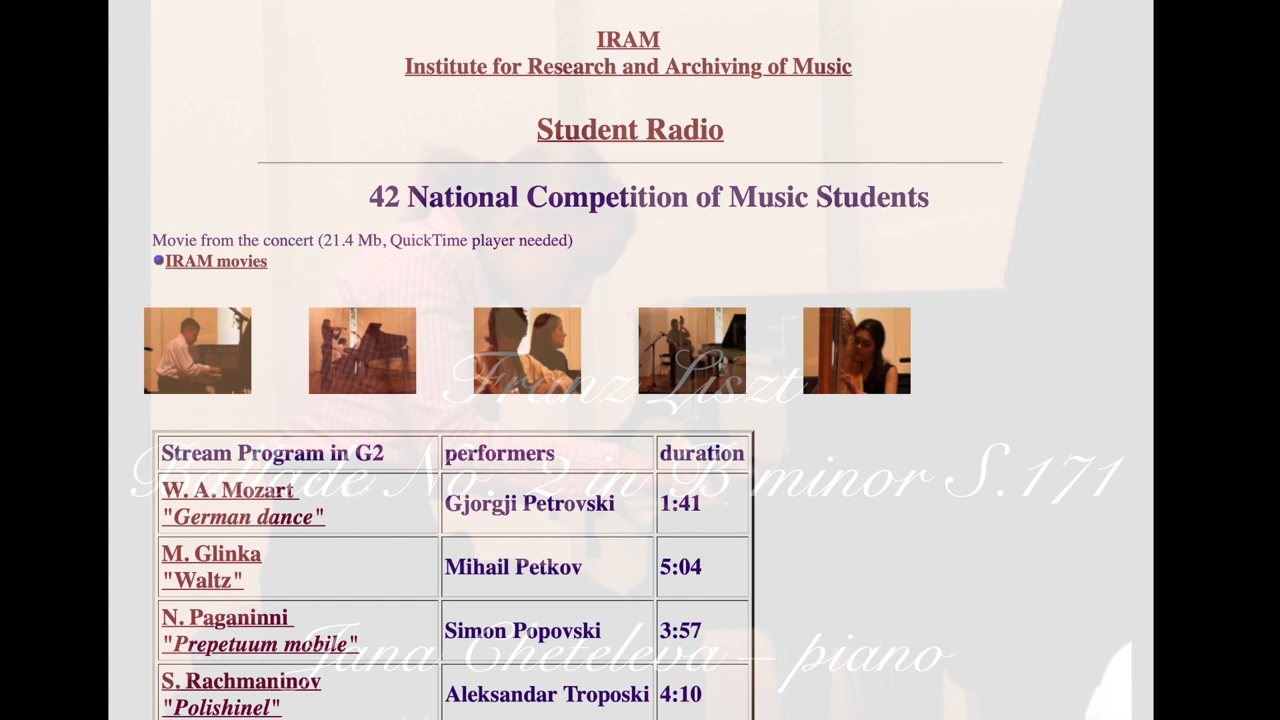 IRAM
Institute for Research and Archiving of Music
Student Radio
42 National Competition of Music Students
Movie from the concert (21.4 Mb, QuickTime player needed)
IRAM movies
Franz Liszt
Stream Program in G2 performers duration
Ballade No. 2 in B minor S.171
W. A. Mozart
"German dance"
Gjorgji Petrovski 1:41
M. Glinka
"Waltz"
Mihail Petkov 5:04
N. Paganinni
"Prepetuum mobile"
Simon Popovski 3:57
Jana Cheteleva – piano
S. Rachmaninov
"Polishinel"
Aleksandar Troposki 4:10